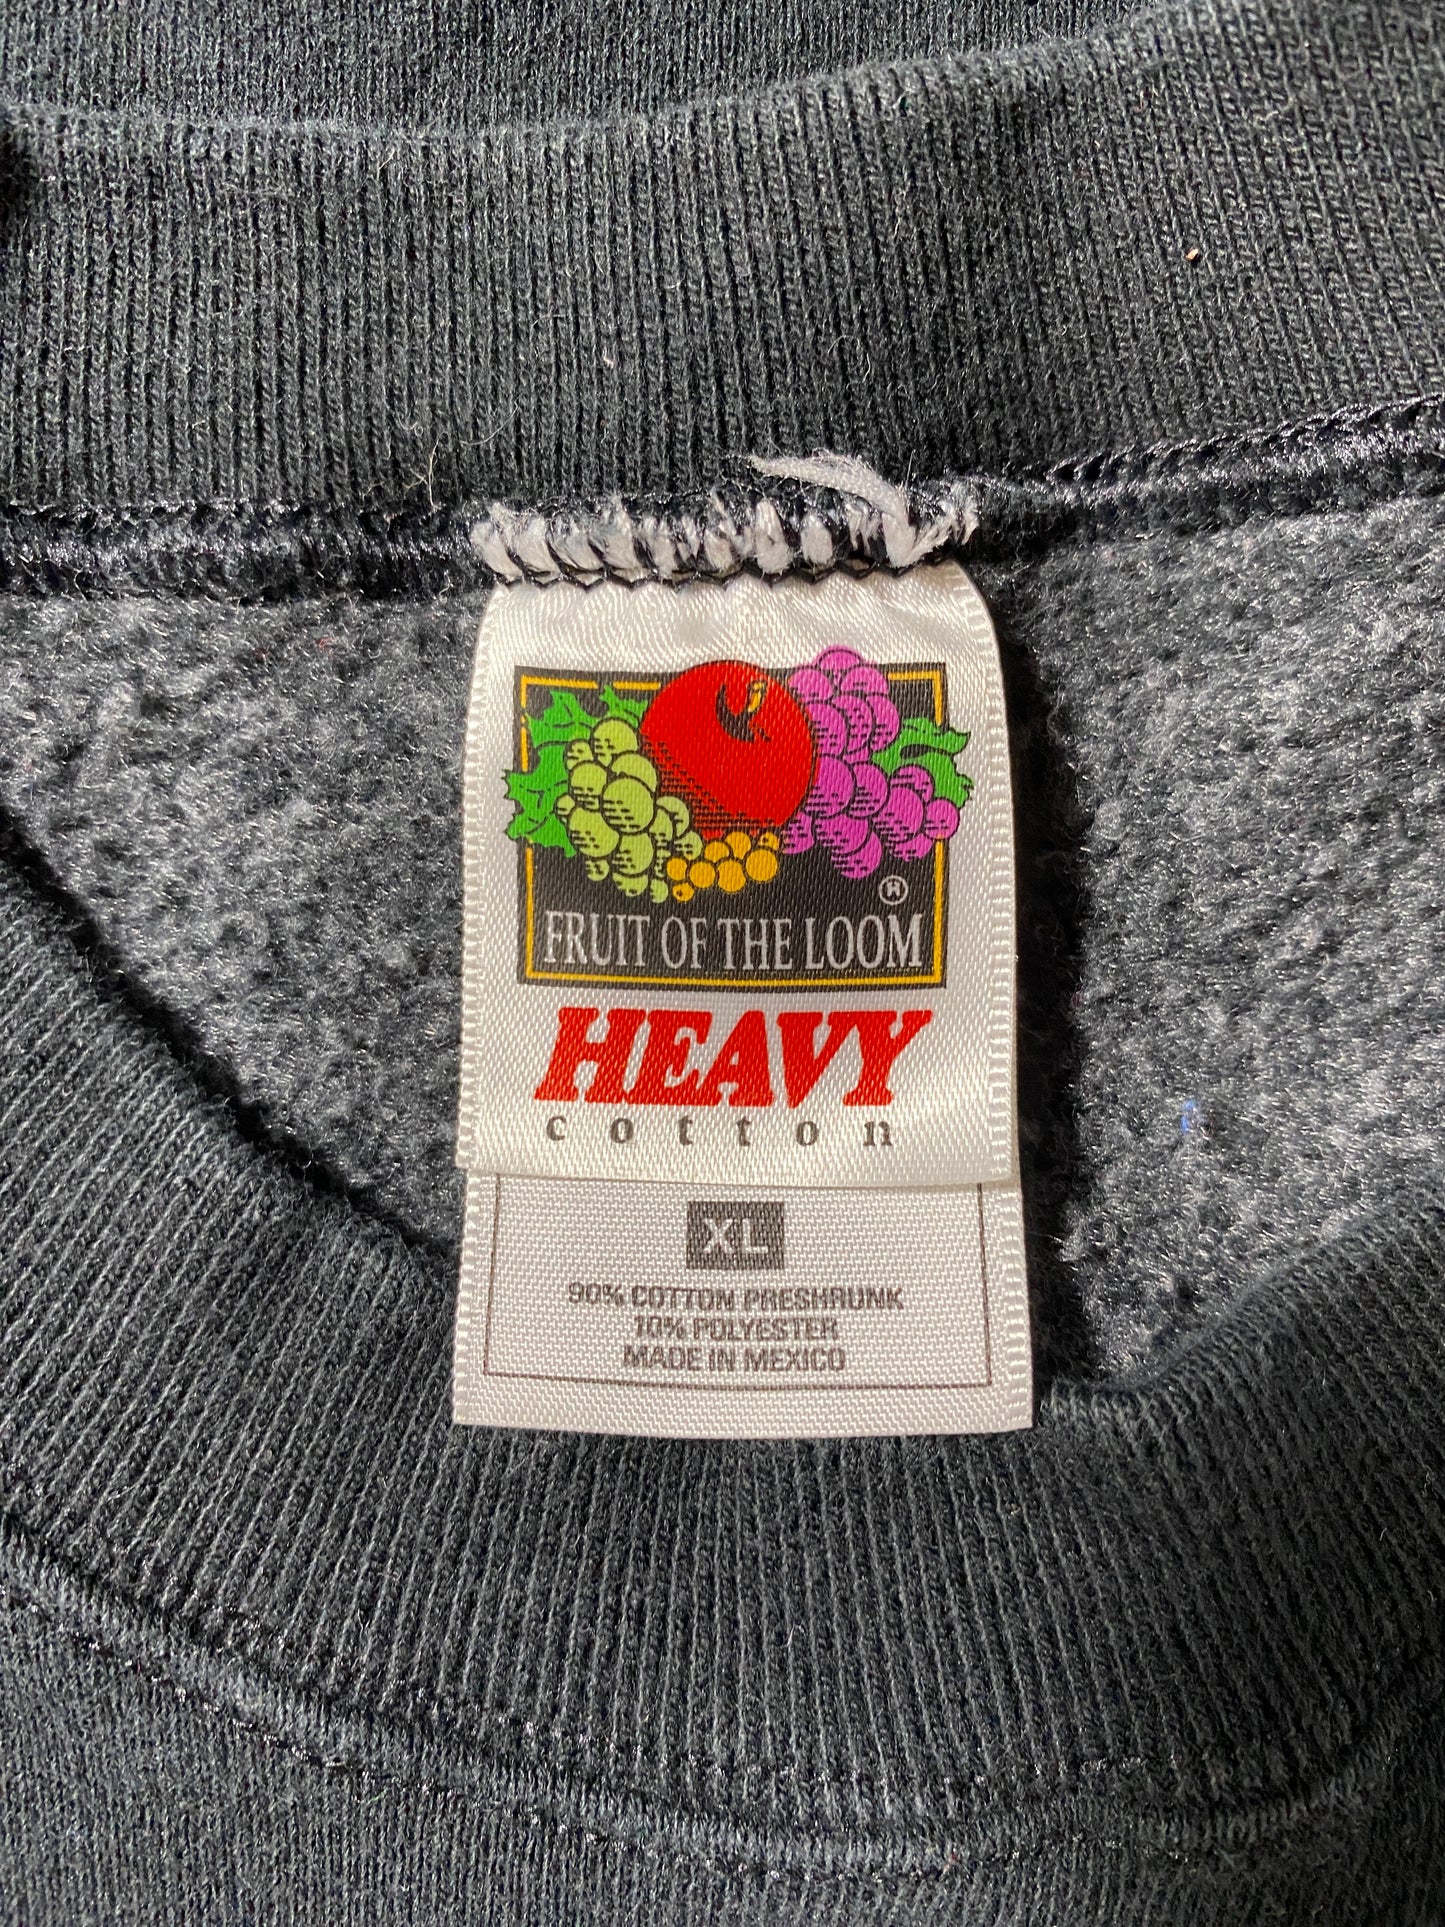 FRUIT OF THE LOOM ®
HEAVY
cotton
XL
90% COTTON PRESHRUNK
10% POLYESTER
MADE IN MEXICO